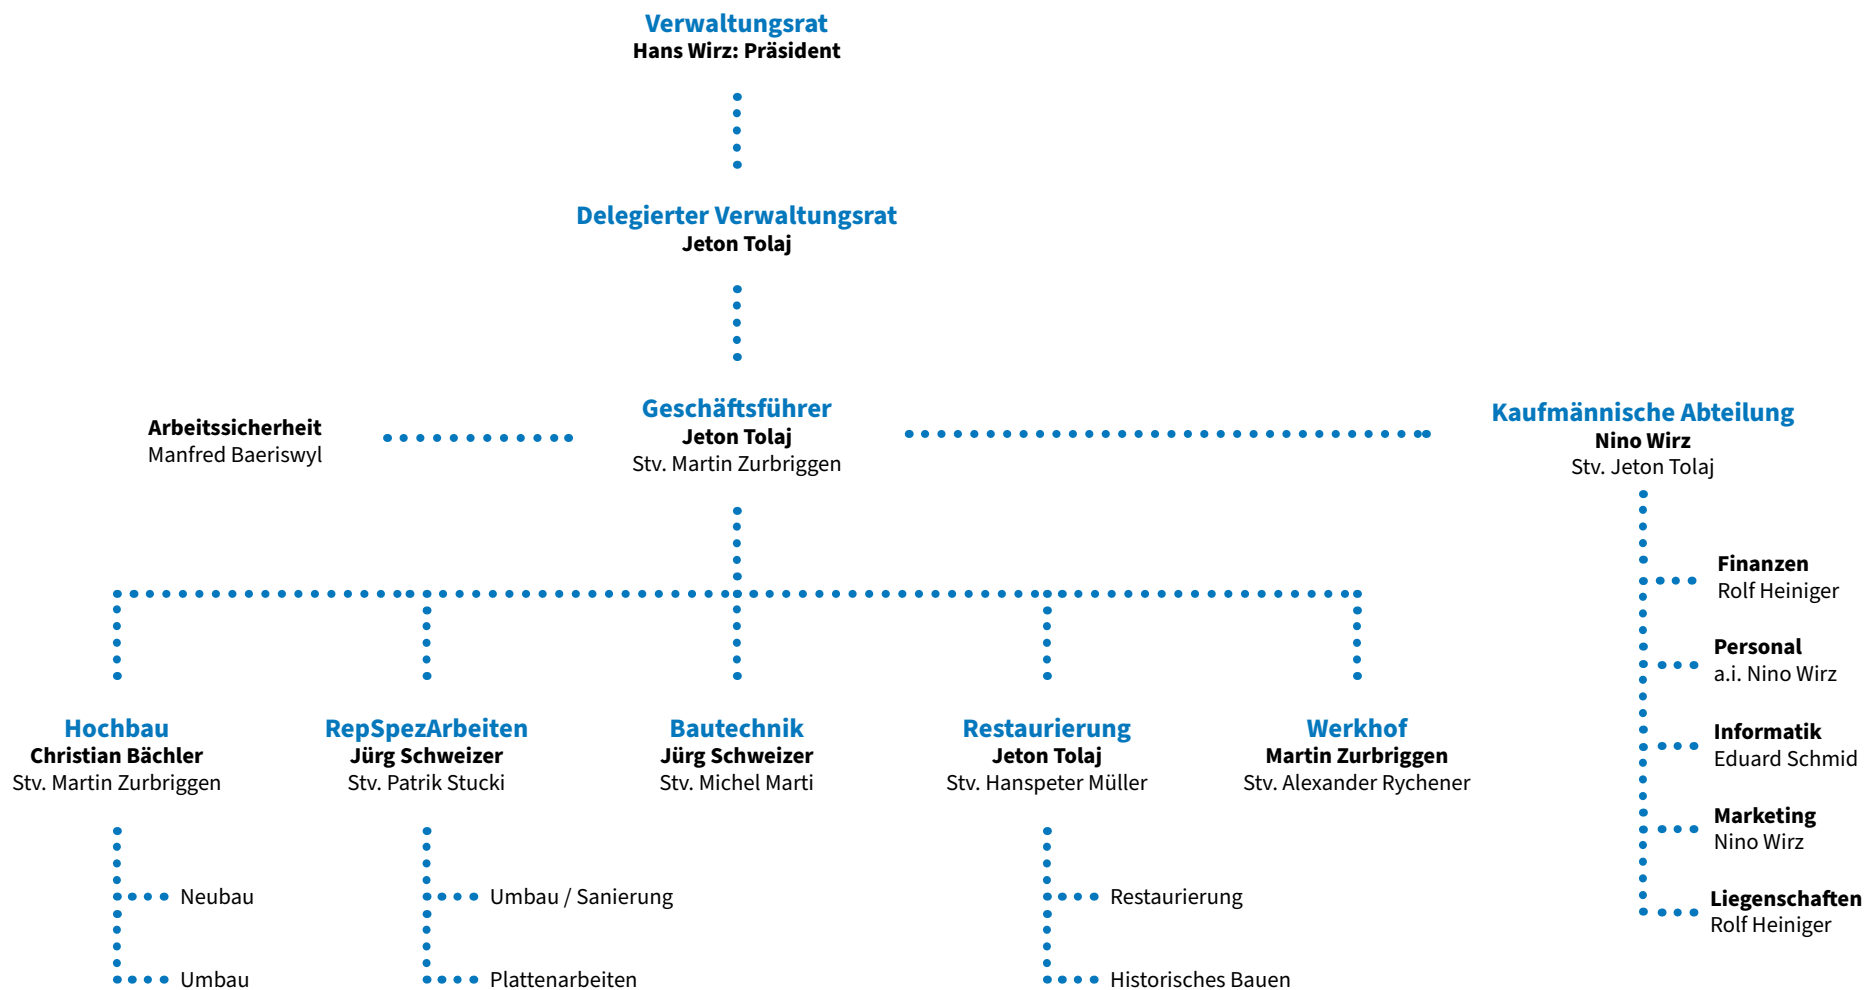 Verwaltungsrat
Hans Wirz: Präsident
Delegierter Verwaltungsrat
Jeton Tolaj
Arbeitssicherheit
Manfred Baeriswyl
Geschäftsführer
Jeton Tolaj
Stv. Martin Zurbriggen
Kaufmännische Abteilung
Nino Wirz
Stv. Jeton Tolaj
Finanzen
Rolf Heiniger
Personal
a.i. Nino Wirz
Informatik
Eduard Schmid
Marketing
Nino Wirz
Liegenschaften
Rolf Heiniger
Hochbau
Christian Bächler
Stv. Martin Zurbriggen
Neubau
Umbau
RepSpezArbeiten
Jürg Schweizer
Stv. Patrik Stucki
Umbau / Sanierung
Plattenarbeiten
Bautechnik
Jürg Schweizer
Stv. Michel Marti
Restaurierung
Jeton Tolaj
Stv. Hanspeter Müller
Restaurierung
Historisches Bauen
Werkhof
Martin Zurbriggen
Stv. Alexander Rychener